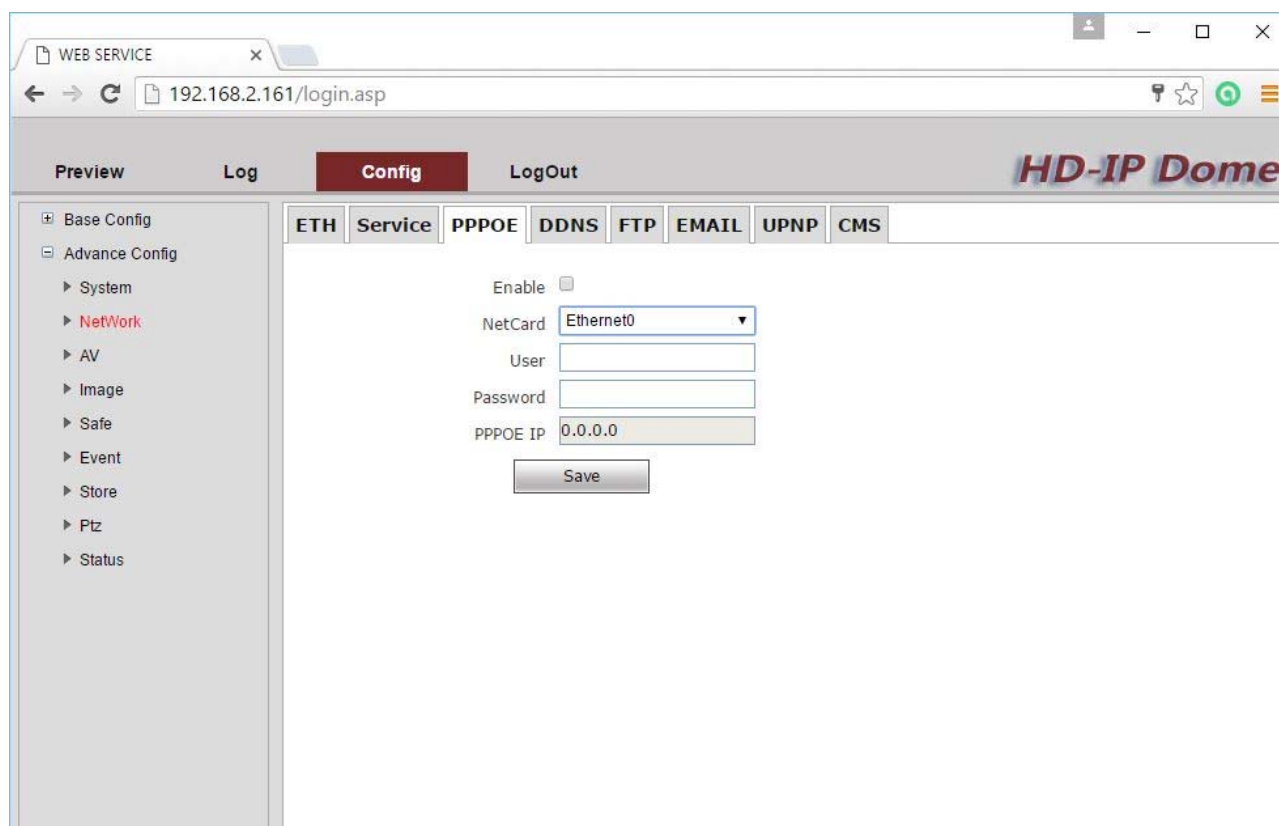 WEB SERVICE
192.168.2.161/login.asp
Preview Log Config LogOut HD-IP Dome
Base Config
Advance Config
System
NetWork
AV
Image
Safe
Event
Store
Ptz
Status
ETH Service PPPOE DDNS FTP EMAIL UPNP CMS
Enable
NetCard Ethernet0
User
Password
PPPOE IP 0.0.0.0
Save